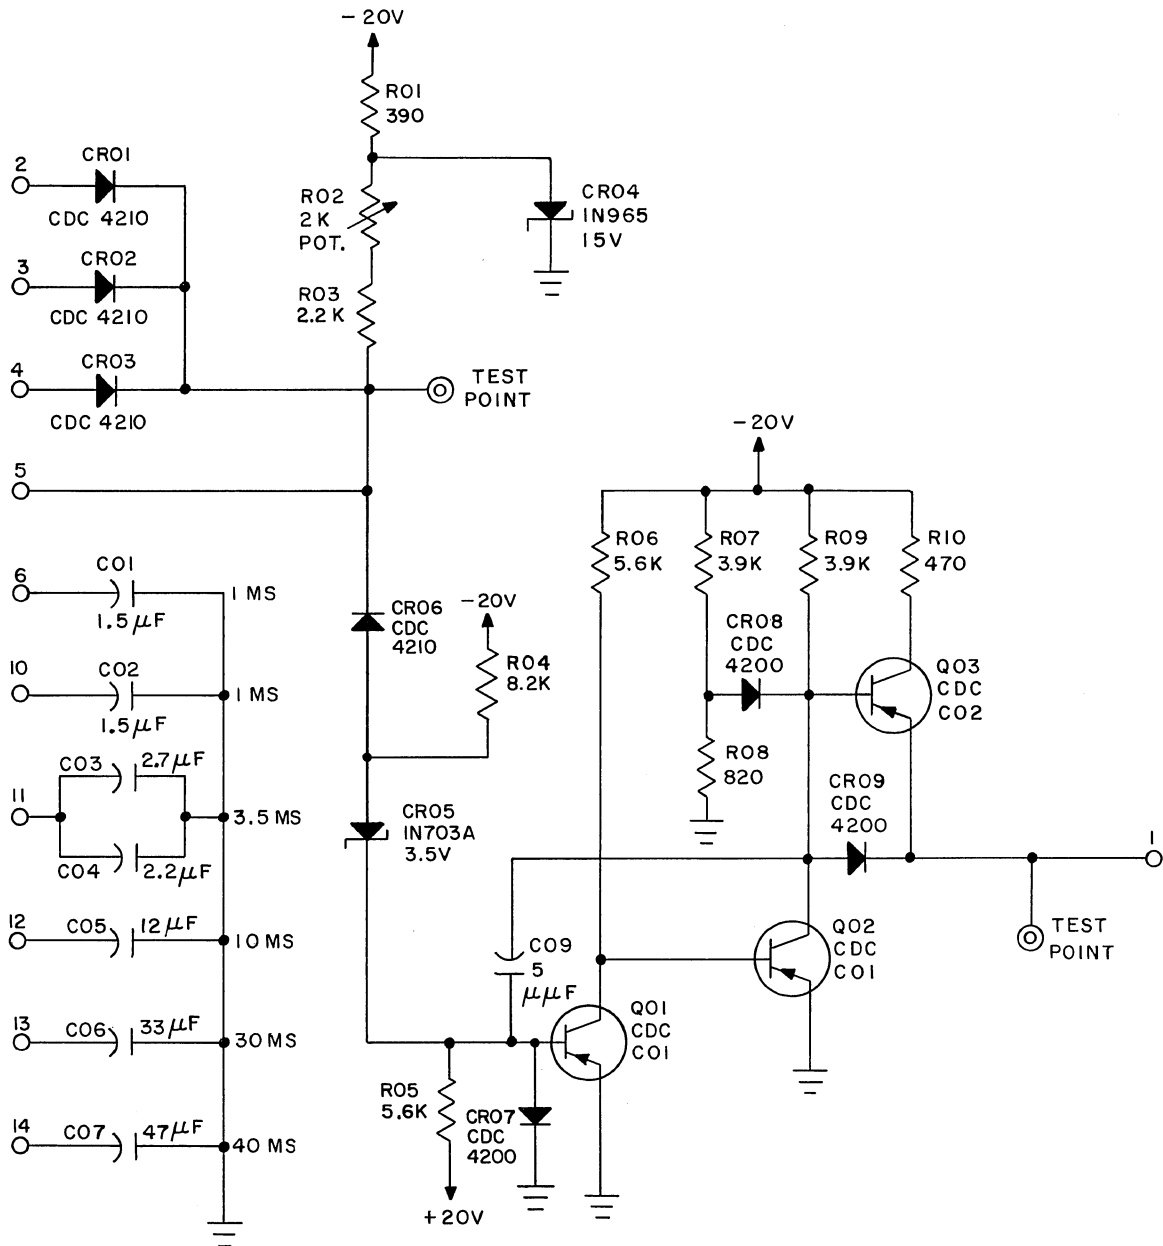 -20V
R01
390
2
CR01
CDC 4210
R02
2K
POT.
CR04
1N965
15V
3
CR02
CDC 4210
R03
2.2K
4
CR03
CDC 4210
TEST
POINT
5
-20V
R06
5.6K
R07
3.9K
R09
3.9K
R10
470
6
C01
1.5μF
1 MS
CR06
CDC
4210
-20V
R04
8.2K
CR08
CDC
4200
Q03
CDC
C02
10
C02
1.5μF
1 MS
R08
820
11
C03
2.7μF
C04
2.2μF
3.5 MS
CR05
1N703A
3.5V
CR09
CDC
4200
1
TEST
POINT
12
C05
12μF
10 MS
C09
5
μμF
Q02
CDC
C01
13
C06
33μF
30 MS
Q01
CDC
C01
R05
5.6K
CR07
CDC
4200
14
C07
47μF
40 MS
+20V